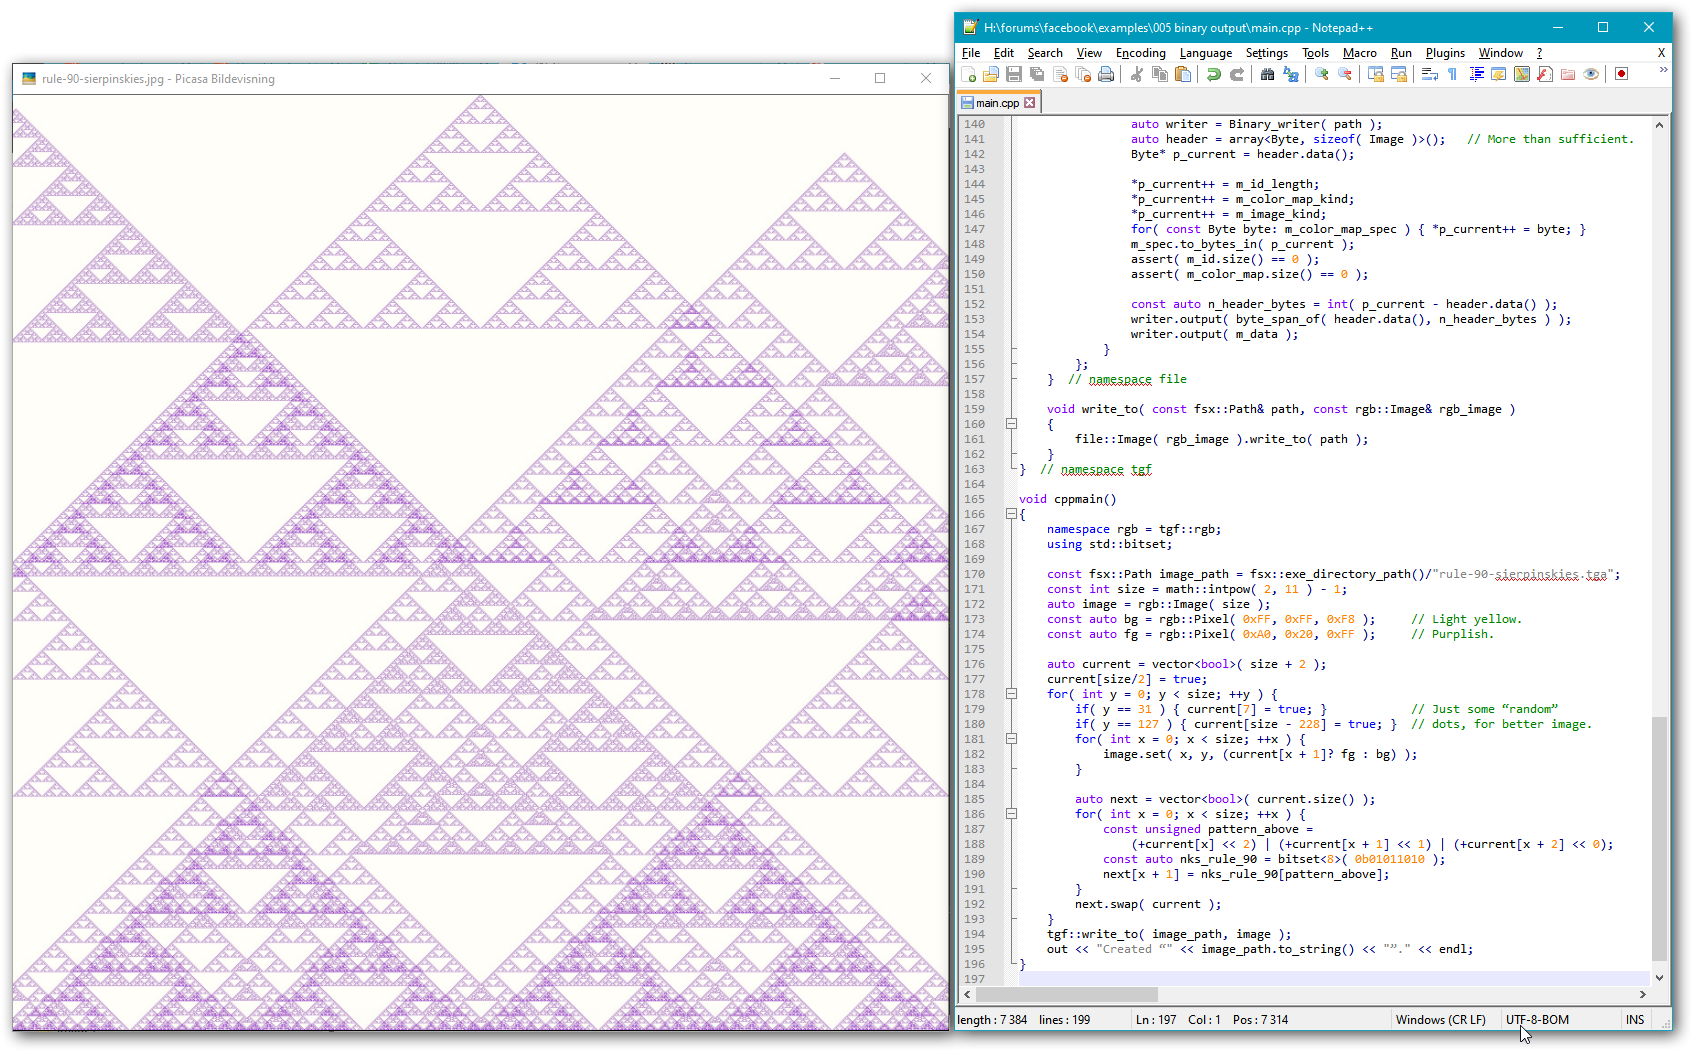 rule-90-sierpinskies.jpg - Picasa Bildevisning
H:\forums\facebook\examples\005 binary output\main.cpp - Notepad++
File Edit Search View Encoding Language Settings Tools Macro Run Plugins Window ? X
main.cpp
140 auto writer = Binary_writer( path );
141 auto header = array<Byte, sizeof( Image )>(); // More than sufficient.
142 Byte* p_current = header.data();
143
144 *p_current++ = m_id_length;
145 *p_current++ = m_color_map_kind;
146 *p_current++ = m_image_kind;
147 for( const Byte byte: m_color_map_spec ) { *p_current++ = byte; }
148 m_spec.to_bytes_in( p_current );
149 assert( m_id.size() == 0 );
150 assert( m_color_map.size() == 0 );
151
152 const auto n_header_bytes = int( p_current - header.data() );
153 writer.output( byte_span_of( header.data(), n_header_bytes ) );
154 writer.output( m_data );
155 }
156 };
157 } // namespace file
158
159 void write_to( const fsx::Path& path, const rgb::Image& rgb_image )
160 {
161 file::Image( rgb_image ).write_to( path );
162 }
163 } // namespace tgf
164
165 void cppmain()
166 {
167 namespace rgb = tgf::rgb;
168 using std::bitset;
169
170 const fsx::Path image_path = fsx::exe_directory_path()/"rule-90-sierpinskies.tga";
171 const int size = math::intpow( 2, 11 ) - 1;
172 auto image = rgb::Image( size );
173 const auto bg = rgb::Pixel( 0xFF, 0xFF, 0xF8 ); // Light yellow.
174 const auto fg = rgb::Pixel( 0xA0, 0x20, 0xFF ); // Purplish.
175
176 auto current = vector<bool>( size + 2 );
177 current[size/2] = true;
178 for( int y = 0; y < size; ++y ) {
179 if( y == 31 ) { current[7] = true; } // Just some “random”
180 if( y == 127 ) { current[size - 228] = true; } // dots, for better image.
181 for( int x = 0; x < size; ++x ) {
182 image.set( x, y, (current[x + 1]? fg : bg) );
183 }
184
185 auto next = vector<bool>( current.size() );
186 for( int x = 0; x < size; ++x ) {
187 const unsigned pattern_above =
188 (+current[x] << 2) | (+current[x + 1] << 1) | (+current[x + 2] << 0);
189 const auto nks_rule_90 = bitset<8>( 0b01011010 );
190 next[x + 1] = nks_rule_90[pattern_above];
191 }
192 next.swap( current );
193 }
194 tgf::write_to( image_path, image );
195 out << "Created “" << image_path.to_string() << "”." << endl;
196 }
197
length : 7 384 lines : 199 Ln : 197 Col : 1 Pos : 7 314 Windows (CR LF) UTF-8-BOM INS